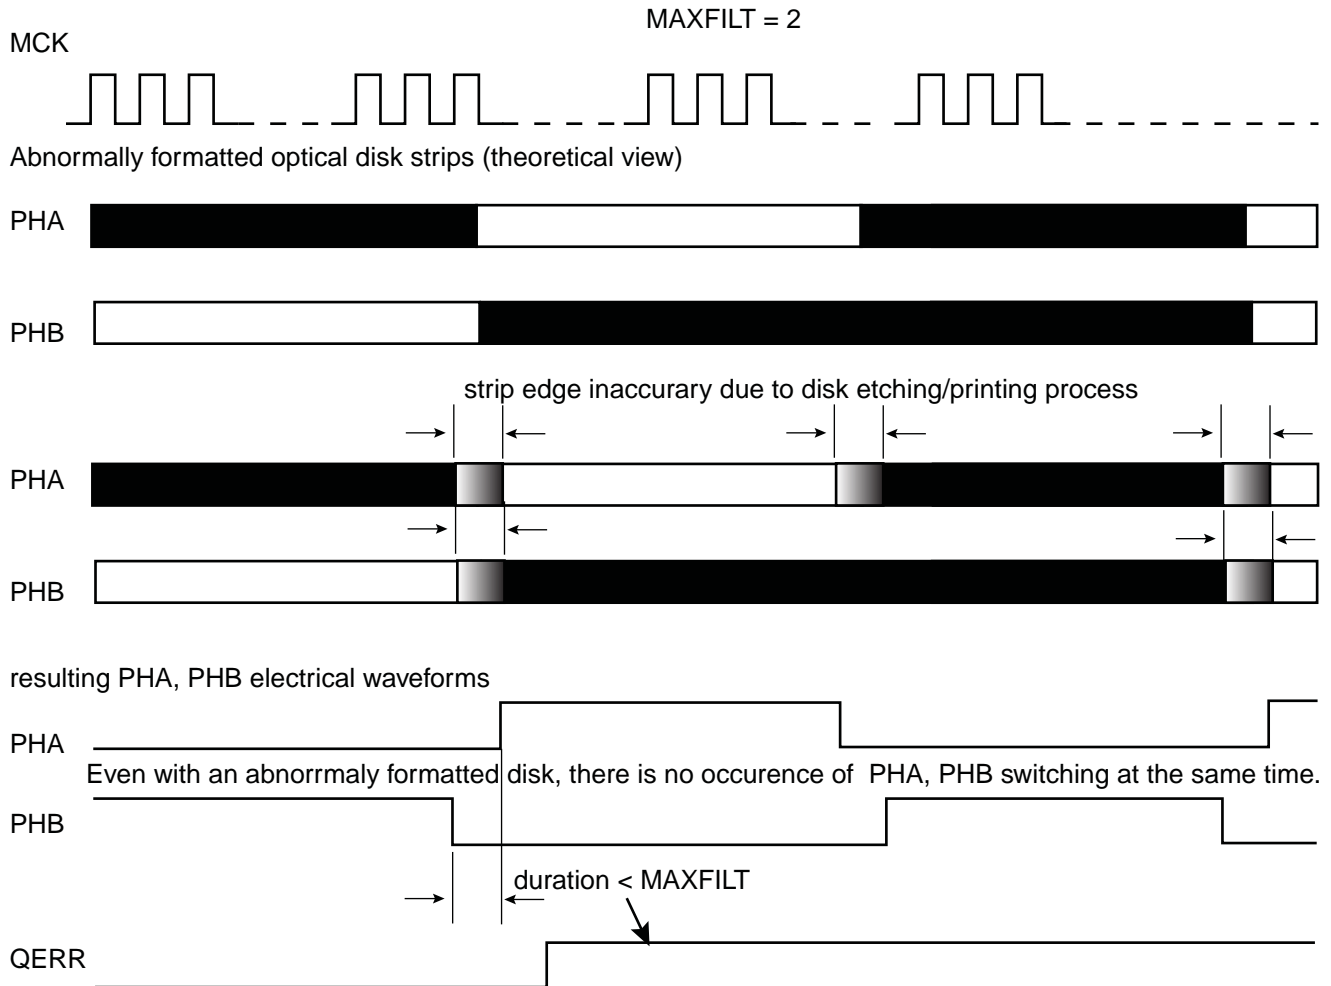 MAXFILT = 2
MCK
Abnormally formatted optical disk strips (theoretical view)
PHA
PHB
strip edge inaccurary due to disk etching/printing process
PHA
PHB
resulting PHA, PHB electrical waveforms
PHA
Even with an abnorrmaly formatted disk, there is no occurence of PHA, PHB switching at the same time.
PHB
duration < MAXFILT
QERR